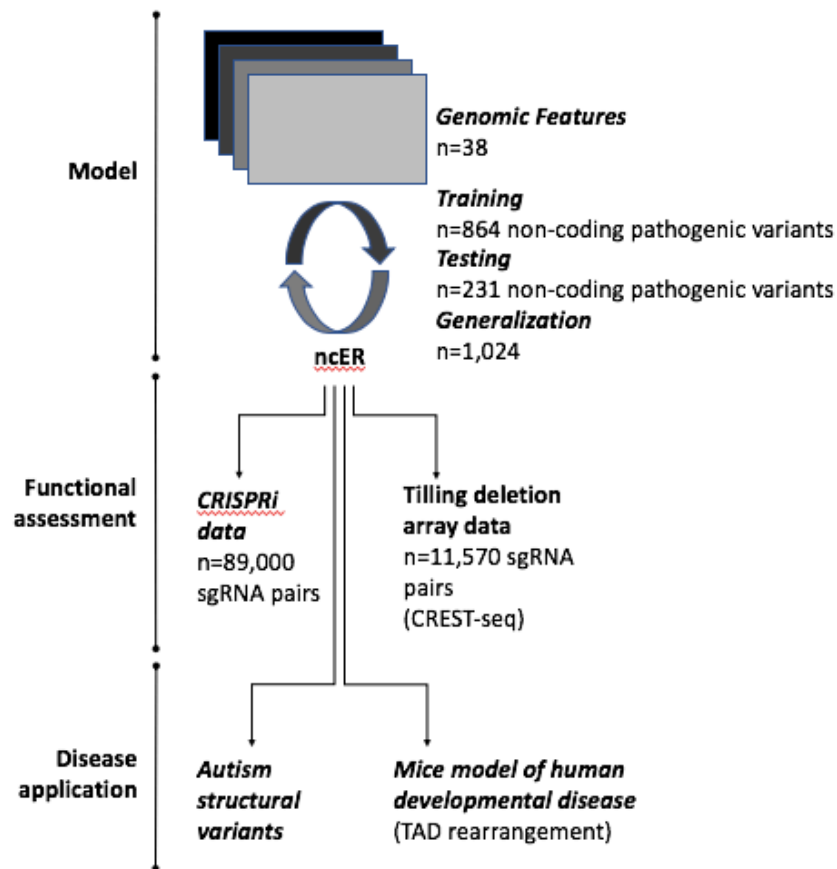 Model
Genomic Features
n=38
Training
n=864 non-coding pathogenic variants
Testing
n=231 non-coding pathogenic variants
Generalization
n=1,024
ncER
Functional
assessment
CRISPRi
data
n=89,000
sgRNA pairs
Tilling deletion
array data
n=11,570 sgRNA
pairs
(CREST-seq)
Disease
application
Autism
structural
variants
Mice model of human
developmental disease
(TAD rearrangement)